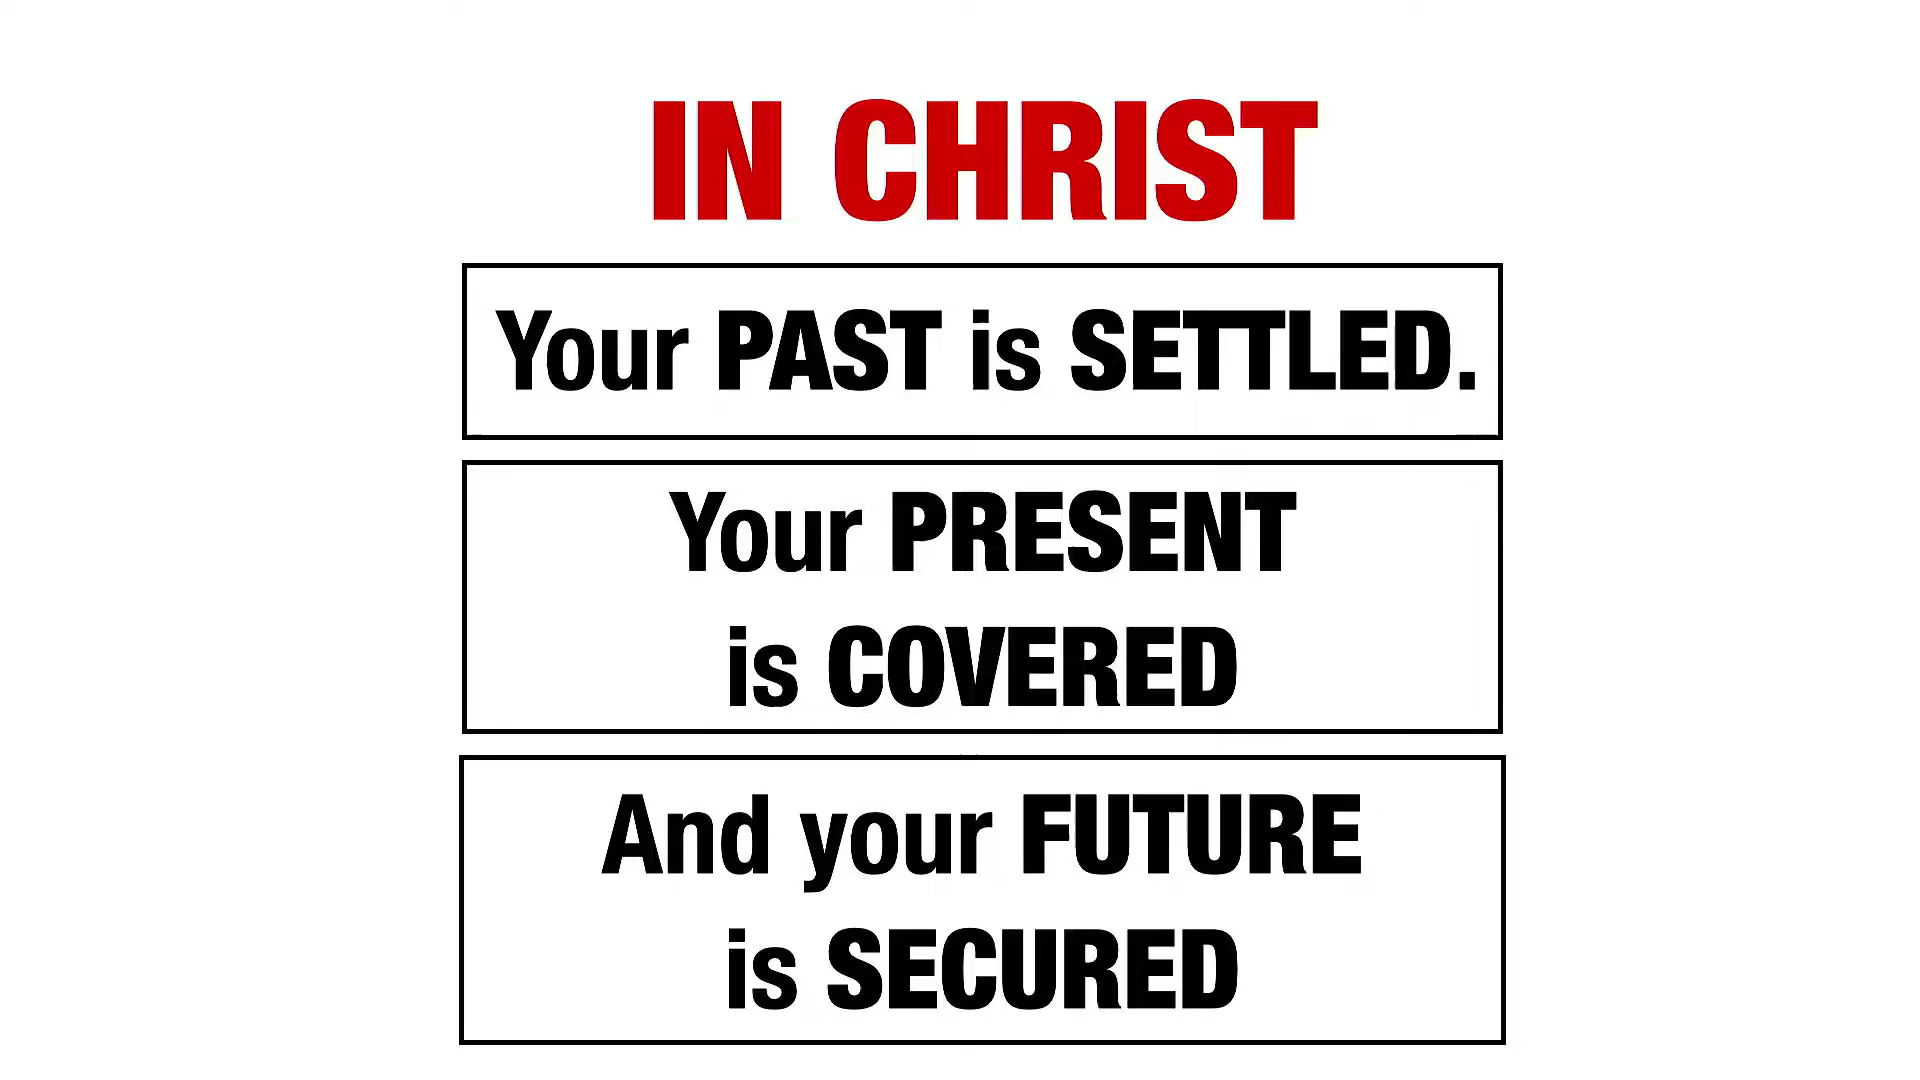 IN CHRIST
Your PAST is SETTLED.
Your PRESENT
is COVERED
And your FUTURE
is SECURED